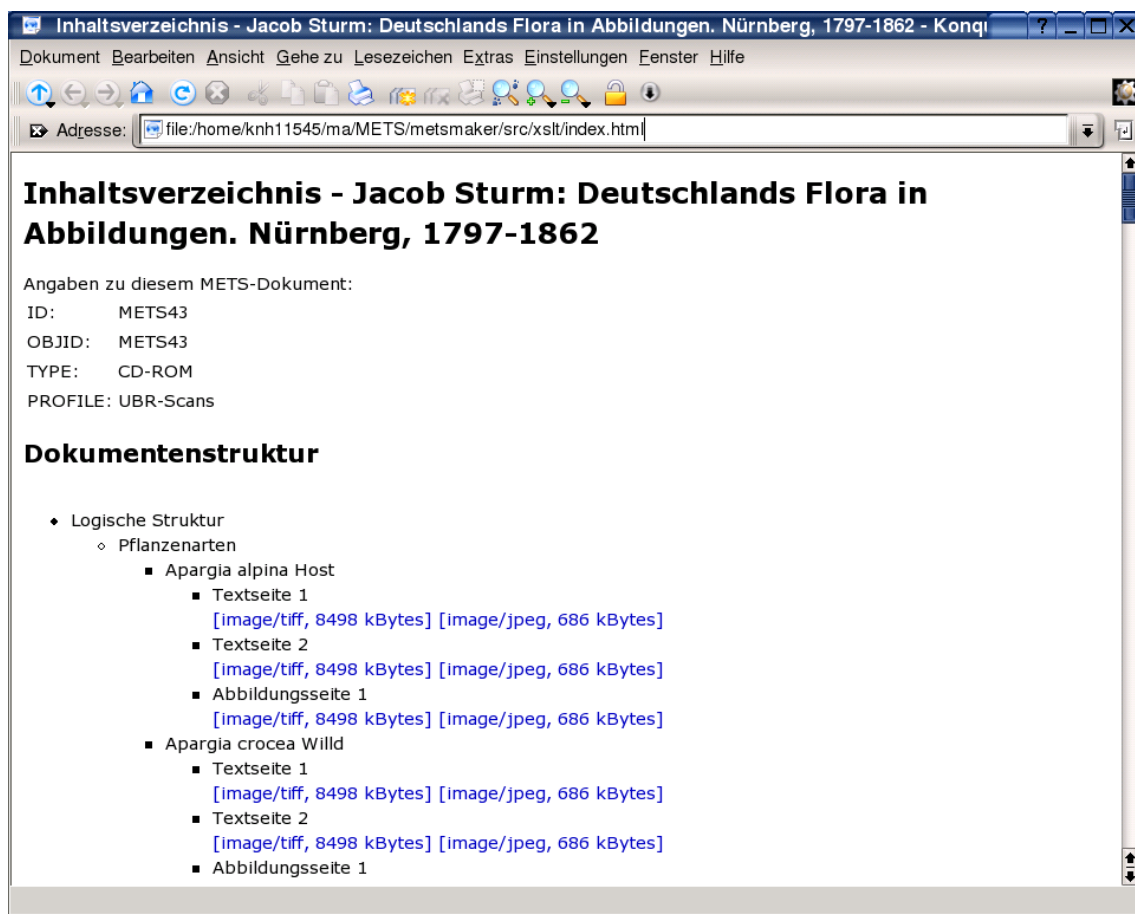 Inhaltsverzeichnis - Jacob Sturm: Deutschlands Flora in Abbildungen. Nürnberg, 1797-1862 - Konqu
Dokument Bearbeiten Ansicht Gehe zu Lesezeichen Extras Einstellungen Fenster Hilfe
Adresse: file:/home/knh11545/ma/METS/metsmaker/src/xslt/index.html
Inhaltsverzeichnis - Jacob Sturm: Deutschlands Flora in
Abbildungen. Nürnberg, 1797-1862
Angaben zu diesem METS-Dokument:
ID: METS43
OBJID: METS43
TYPE: CD-ROM
PROFILE: UBR-Scans
Dokumentenstruktur
Logische Struktur
Pflanzenarten
Apargia alpina Host
Textseite 1
[image/tiff, 8498 kBytes] [image/jpeg, 686 kBytes]
Textseite 2
[image/tiff, 8498 kBytes] [image/jpeg, 686 kBytes]
Abbildungsseite 1
[image/tiff, 8498 kBytes] [image/jpeg, 686 kBytes]
Apargia crocea Willd
Textseite 1
[image/tiff, 8498 kBytes] [image/jpeg, 686 kBytes]
Textseite 2
[image/tiff, 8498 kBytes] [image/jpeg, 686 kBytes]
Abbildungsseite 1